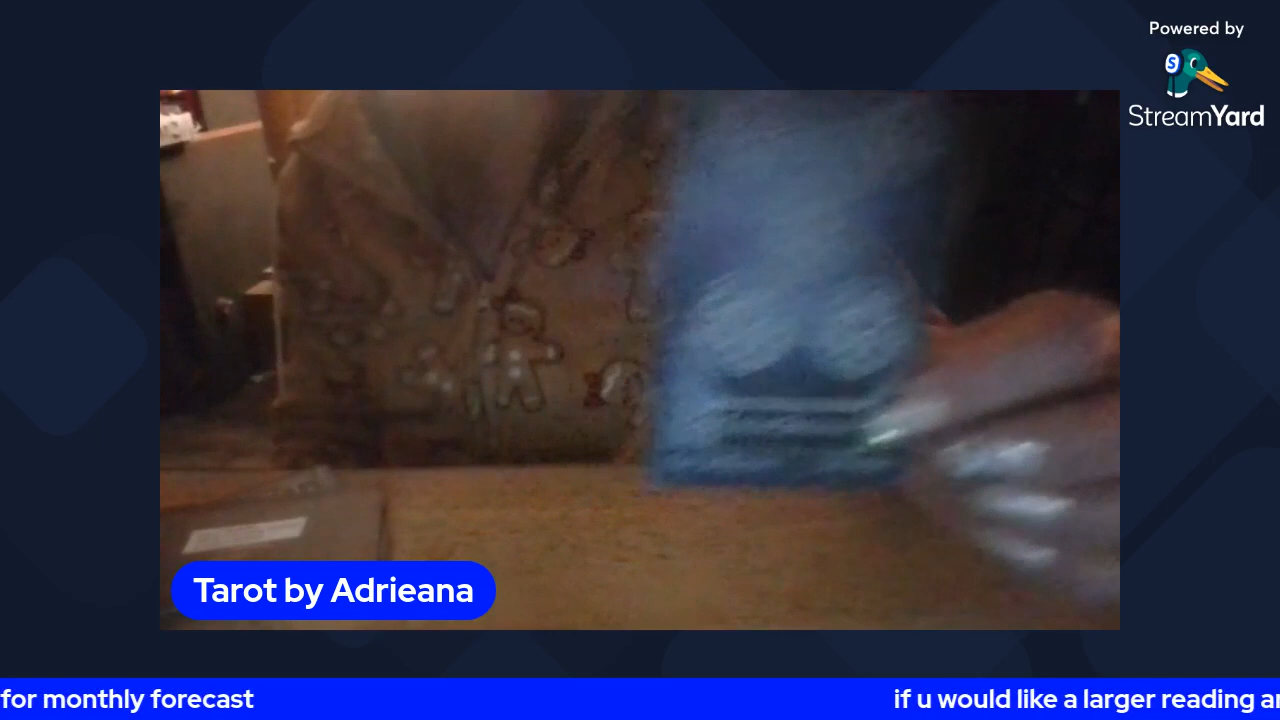 Powered by
StreamYard
Tarot by Adrieana
for monthly forecast
if u would like a larger reading